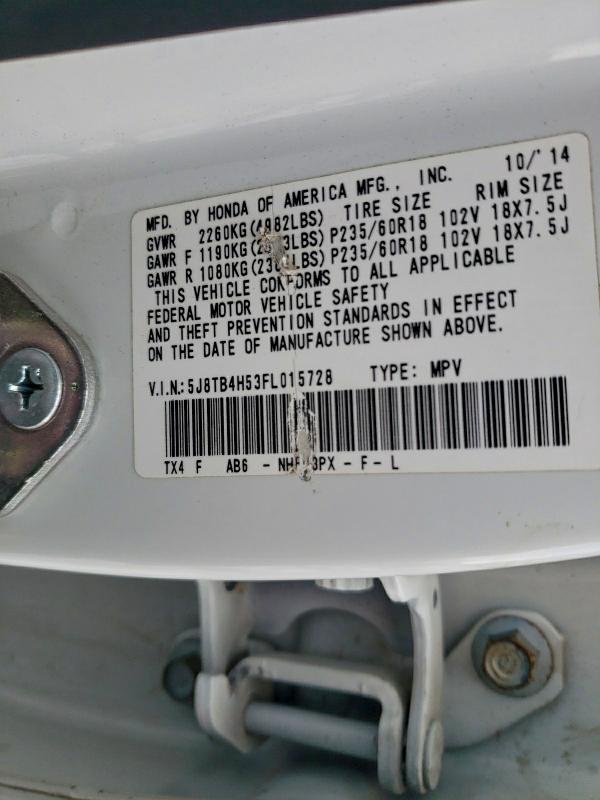 MFD. BY HONDA OF AMERICA MFG., INC. 10/'14
GVWR 2260KG(4982LBS) TIRE SIZE RIM SIZE
GAWR F 1190KG P235/60R18 102V 18X7.5J
GAWR R 1080KG P235/60R18 102V 18X7.5J
THIS VEHICLE CONFORMS TO ALL APPLICABLE
FEDERAL MOTOR VEHICLE SAFETY
AND THEFT PREVENTION STANDARDS IN EFFECT
ON THE DATE OF MANUFACTURE SHOWN ABOVE.
V.I.N.:5J8TB4H53FL015728 TYPE: MPV
TX4 F AB6 - - F - L